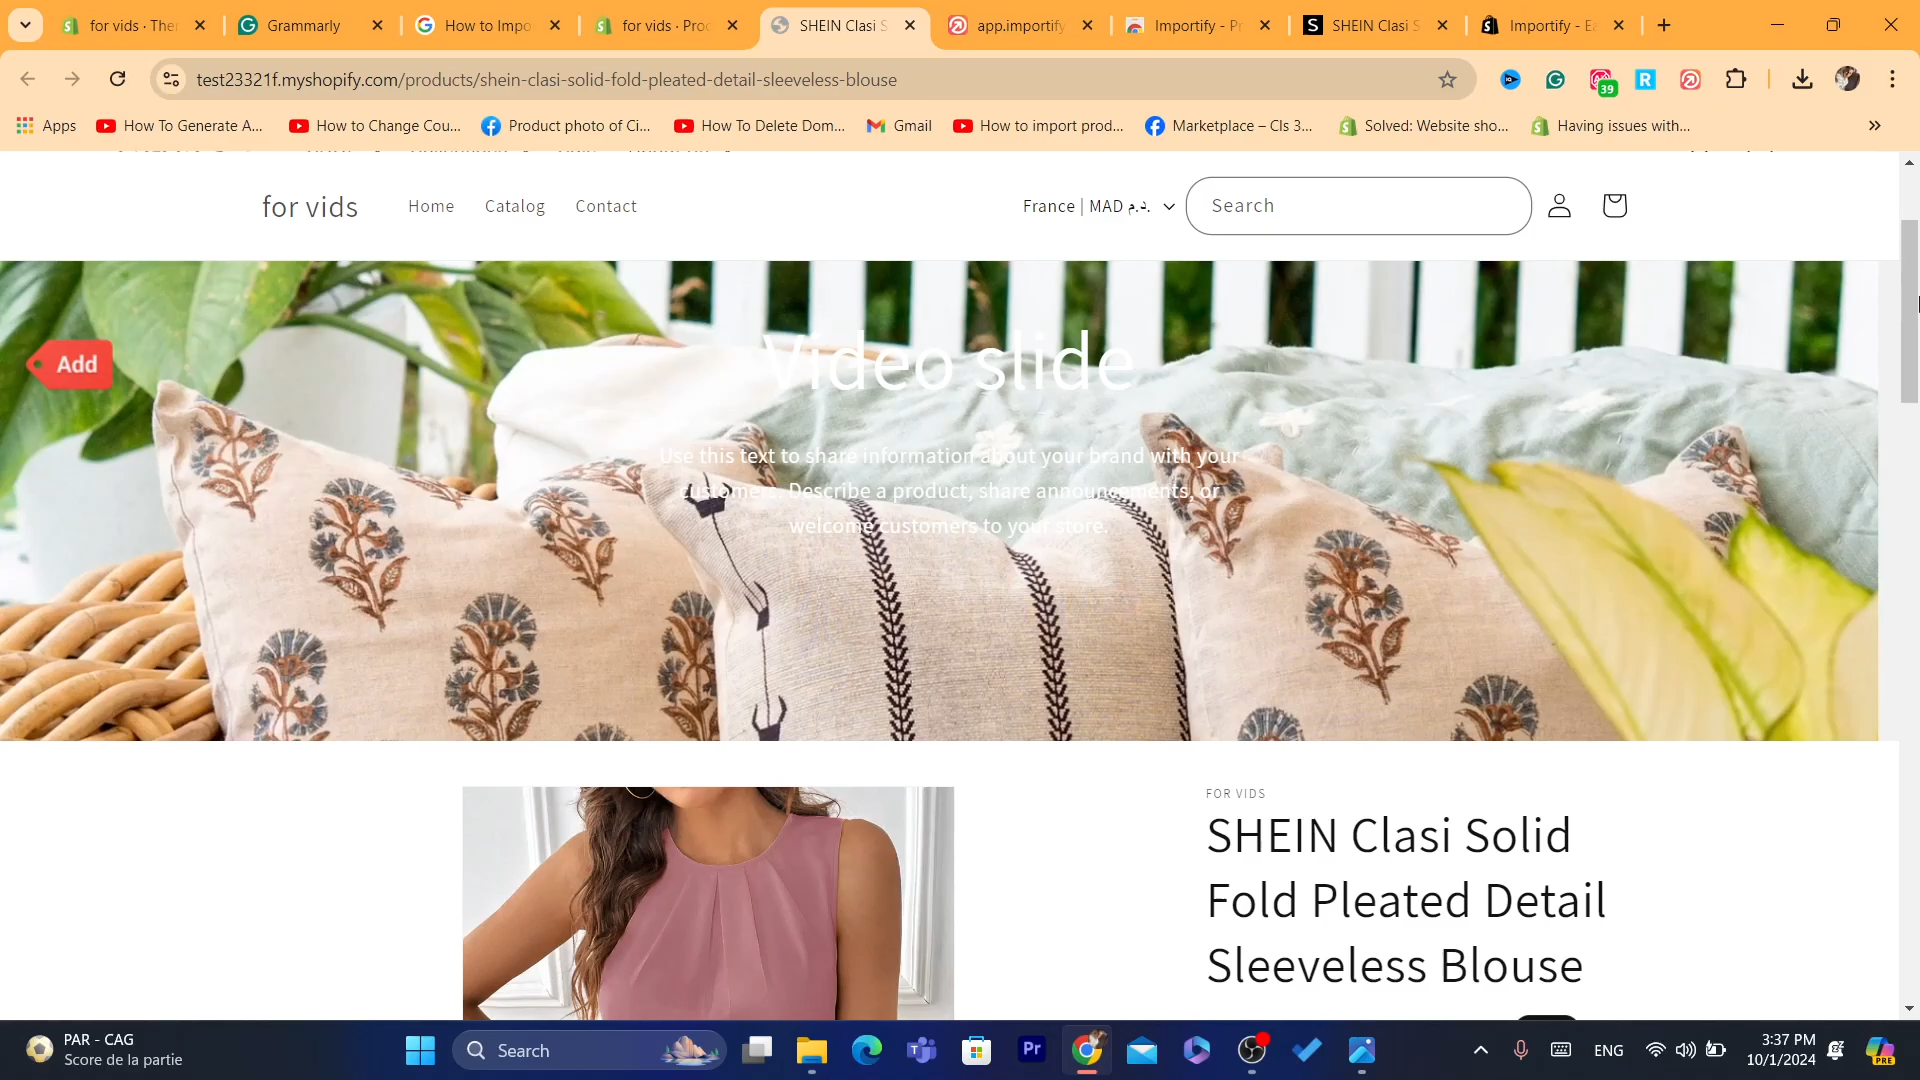 for vids · Ther
Grammarly
How to Impo
for vids · Proc
SHEIN Clasi S
app.importify
Importify - Pr
SHEIN Clasi S
Importify - Ea
test23321f.myshopify.com/products/shein-clasi-solid-fold-pleated-detail-sleeveless-blouse
39
Apps
How To Generate A...
How to Change Cou...
Product photo of Ci...
How To Delete Dom...
Gmail
How to import prod...
Marketplace – Cls 3...
Solved: Website sho...
Having issues with...
for vids
Home
Catalog
Contact
France | MAD د.م.
Search
Add
Video slide
Use this text to share information about your brand with your
customers. Describe a product, share announcements, or
welcome customers to your store.
FOR VIDS
SHEIN Clasi Solid
Fold Pleated Detail
Sleeveless Blouse
PAR - CAG
Score de la partie
Search
Pr
ENG
3:37 PM
10/1/2024
PRE